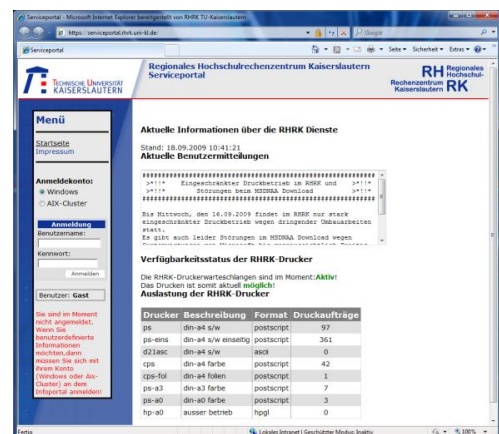 Serviceportal - Microsoft Internet Explorer bereitgestellt von RHRK TU-Kaiserslautern
https://serviceportal.rhrk.uni-kl.de/
Google
Serviceportal
Seite
Sicherheit
Extras
Technische Universität
Kaiserslautern
Regionales Hochschulrechenzentrum Kaiserslautern
Serviceportal
RH Regionales
Hochschul-
Rechenzentrum
Kaiserslautern RK
Menü
Startseite
Impressum
Anmeldekonto:
Windows
AIX-Cluster
Anmeldung
Benutzername:
Kennwort:
Anmelden
Benutzer: Gast
Sie sind im Moment
nicht angemeldet.
Wenn Sie
benutzerdefinierte
Informationen
möchten,dann
müssen Sie sich mit
ihrem Konto
(Windows oder Aix-
Cluster) an dem
Infoportal anmelden!
Aktuelle Informationen über die RHRK Dienste
Stand: 18.09.2009 10:41:21
Aktuelle Benutzermitteilungen
>*!!* Eingeschränkter Druckbetrieb im RHRK und >*!!*
>*!!* Störungen beim MSDNAA Download >*!!*
Bis Mittwoch, den 16.09.2009 findet im RHRK nur stark
eingeschränkter Druckbetrieb wegen dringender Umbauarbeiten
statt.
Es gibt auch leider Störungen im MSDNAA Download wegen
Verfügbarkeitsstatus der RHRK-Drucker
Die RHRK-Druckerwarteschlangen sind im Moment:Aktiv!
Das Drucken ist somit aktuell möglich!
Auslastung der RHRK-Drucker
Drucker Beschreibung Format Druckaufträge
ps din-a4 s/w postscript 97
ps-eins din-a4 s/w einseitig postscript 361
d21asc din-a4 s/w ascii 0
cps din-a4 farbe postscript 42
cps-fol din-a4 folien postscript 1
ps-a3 din-a3 farbe postscript 7
ps-a0 din-a0 farbe postscript 3
hp-a0 ausser betrieb hpgl 0
Fertig
Lokales Intranet | Geschützter Modus: Inaktiv
100%